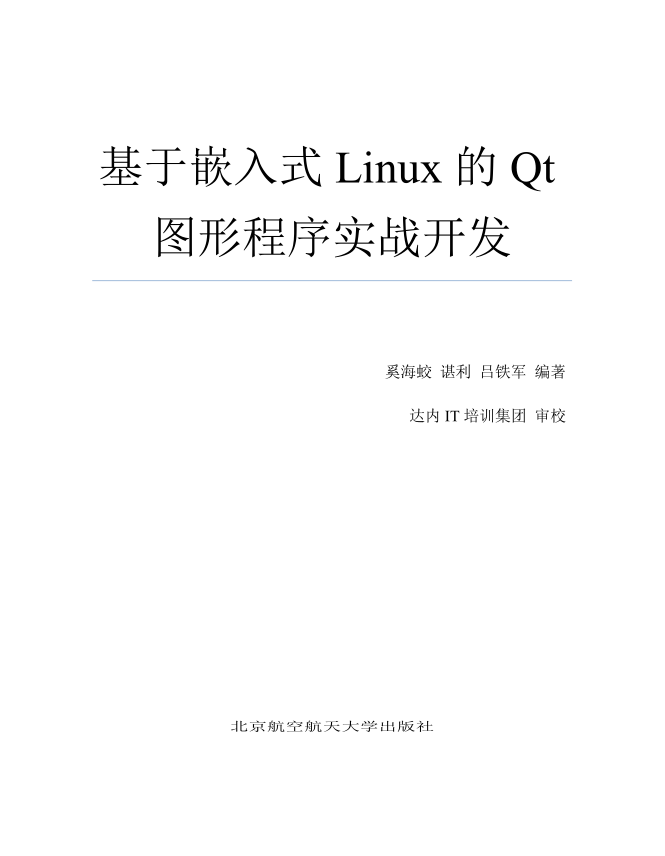 基于嵌入式 Linux 的 Qt
图形程序实战开发
奚海蛟 谌利 吕铁军 编著
达内 IT 培训集团 审校
北京航空航天大学出版社